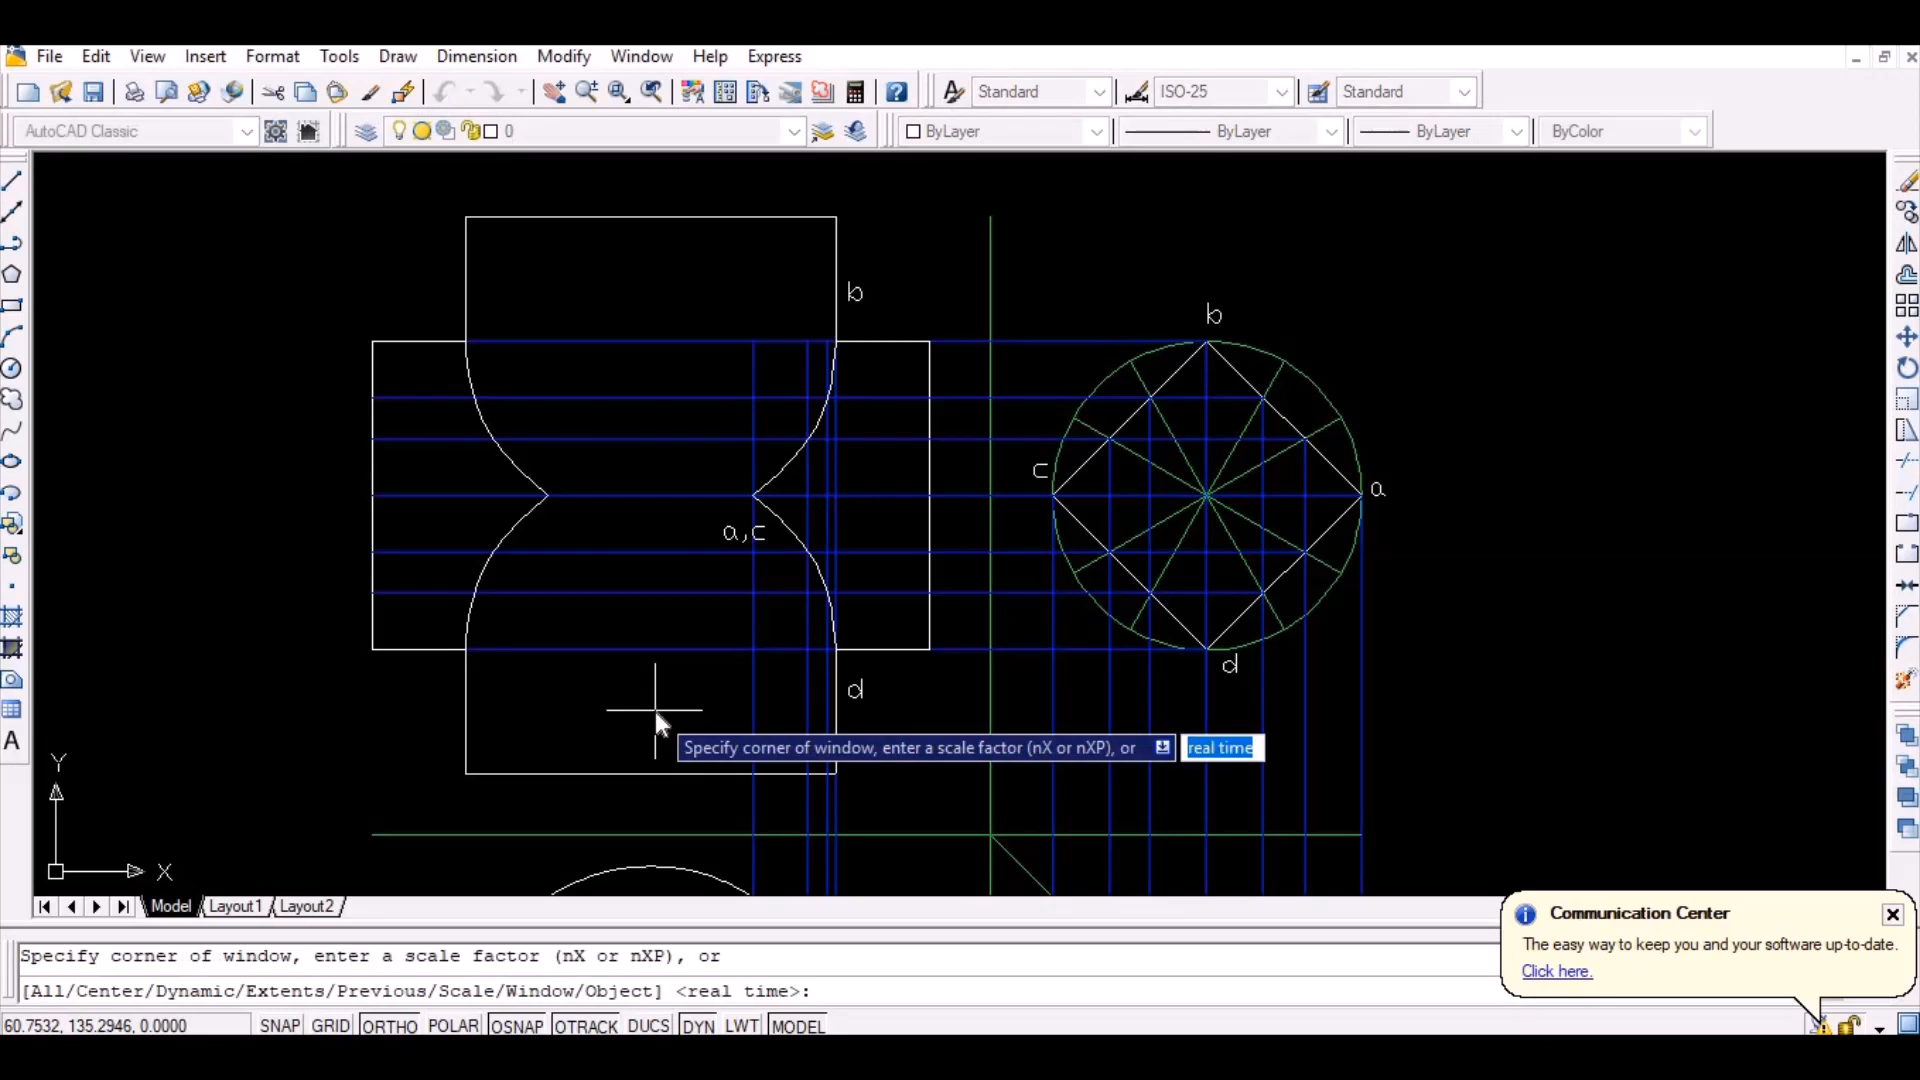 File Edit View Insert Format Tools Draw Dimension Modify Window Help Express
Standard ISO-25 Standard
AutoCAD Classic 0 ByLayer ByLayer ByLayer ByColor
b
b
c
a
a,c
d
d
Specify corner of window, enter a scale factor (nX or nXP), or real time
Y
X
Model Layout1 Layout2
Communication Center
The easy way to keep you and your software up-to-date.
Click here.
Specify corner of window, enter a scale factor (nX or nXP), or
[All/Center/Dynamic/Extents/Previous/Scale/Window/Object] <real time>:
60.7532, 135.2946, 0.0000 SNAP GRID ORTHO POLAR OSNAP OTRACK DUCS DYN LWT MODEL